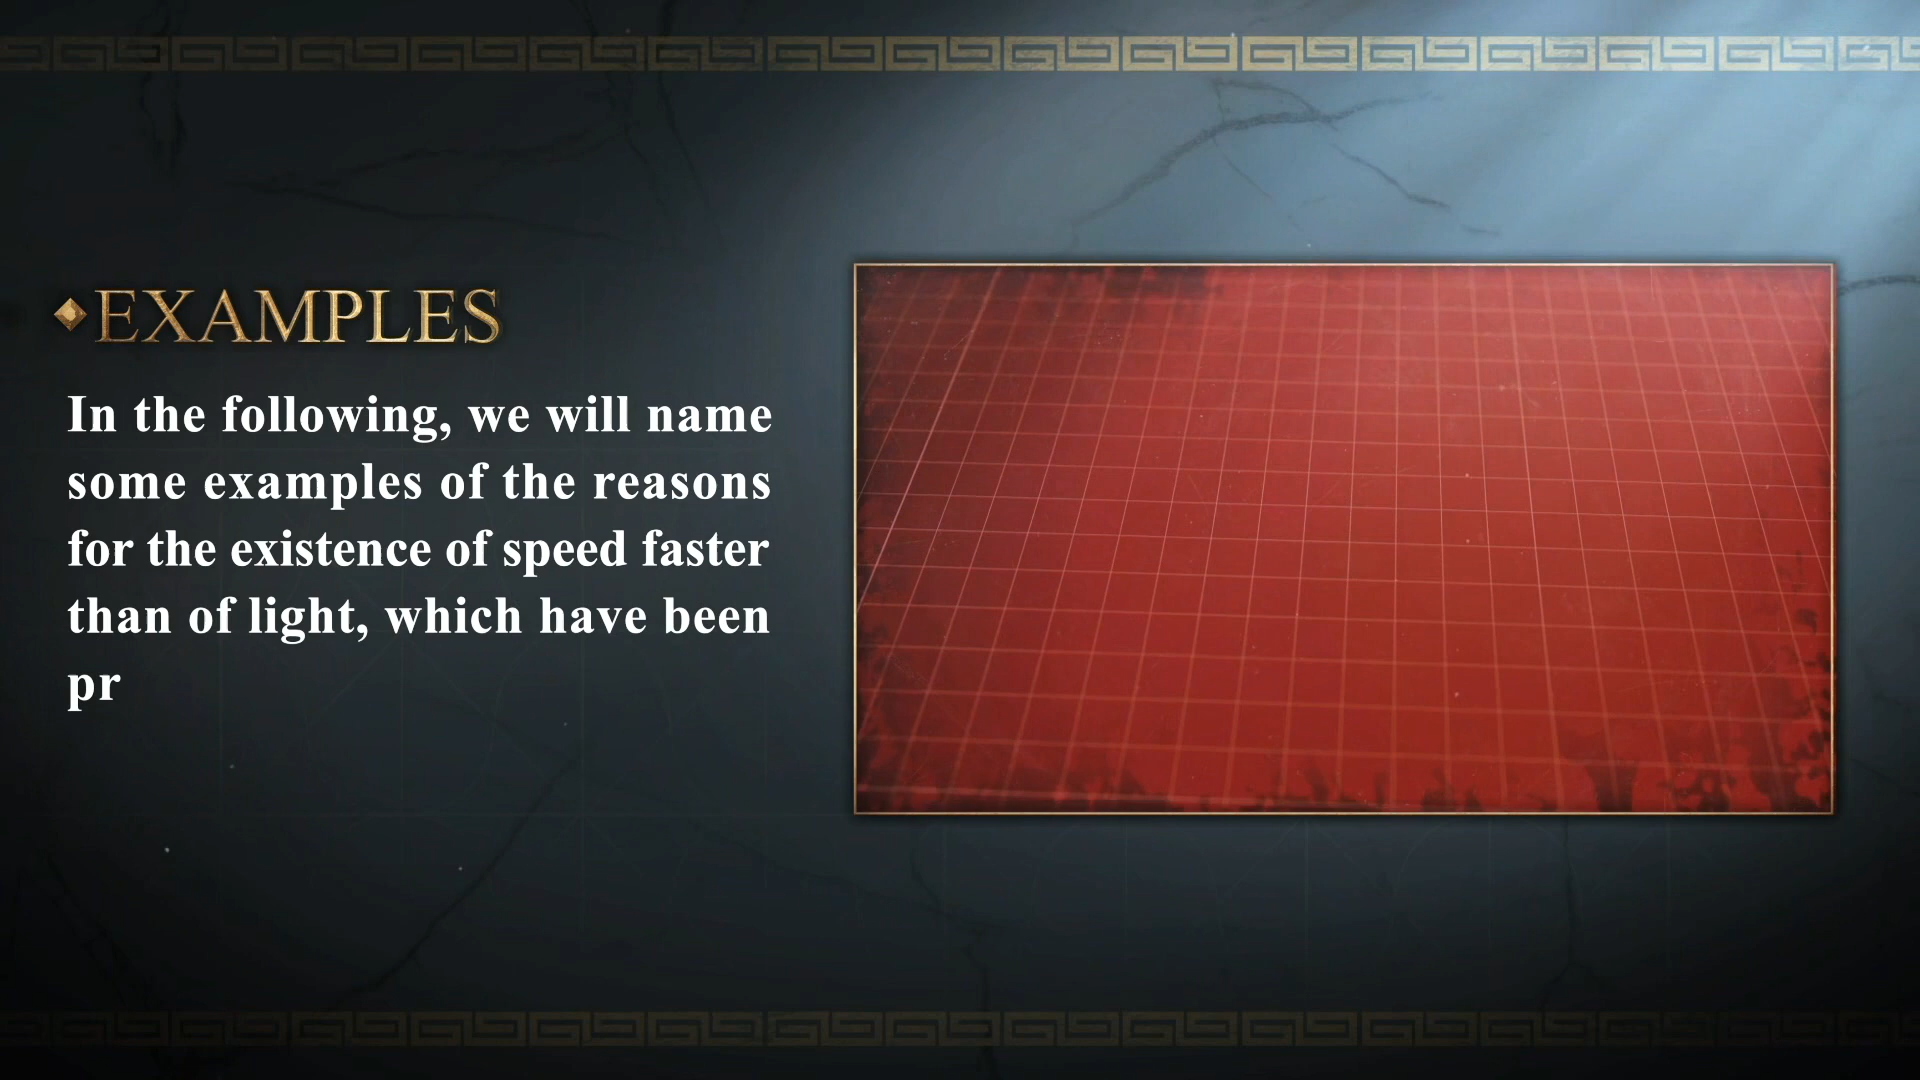 EXAMPLES
In the following, we will name
some examples of the reasons
for the existence of speed faster
than of light, which have been
pr